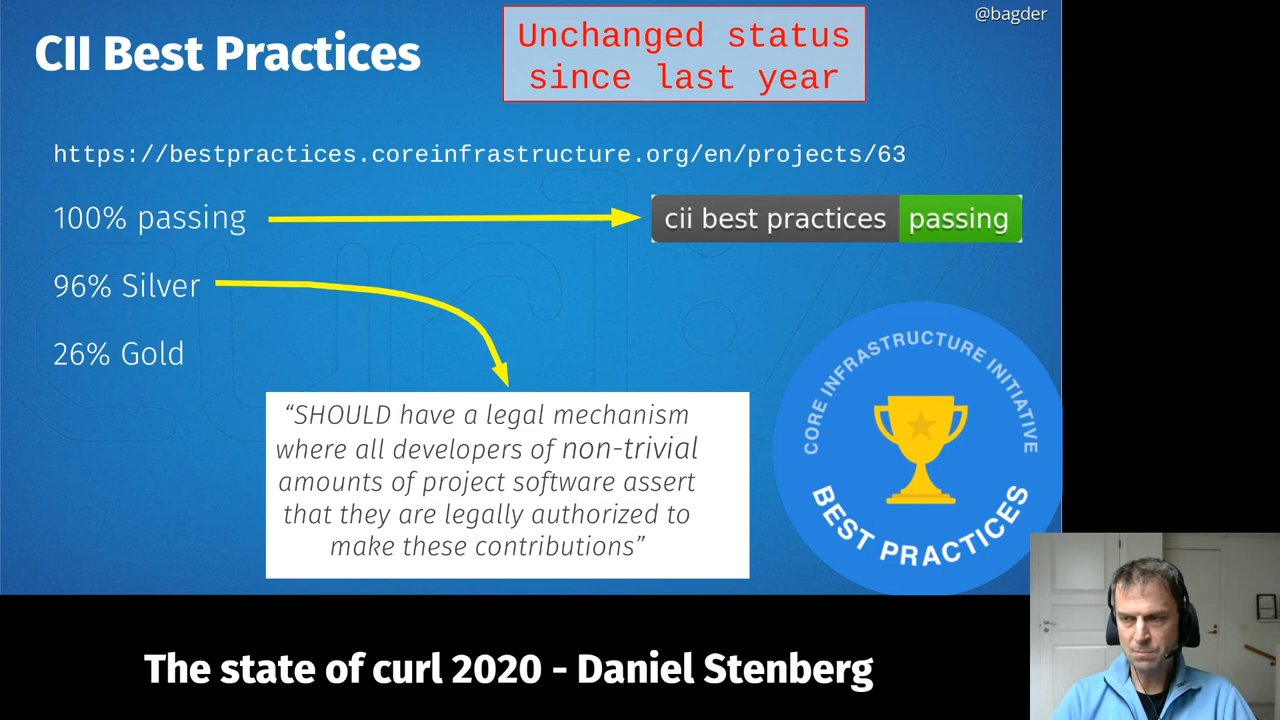 @bagder
CII Best Practices
Unchanged status
since last year
https://bestpractices.coreinfrastructure.org/en/projects/63
100% passing
cii best practices passing
96% Silver
26% Gold
“SHOULD have a legal mechanism
where all developers of non-trivial
amounts of project software assert
that they are legally authorized to
make these contributions”
CORE INFRASTRUCTURE INITIATIVE
BEST PRACTICES
The state of curl 2020 - Daniel Stenberg